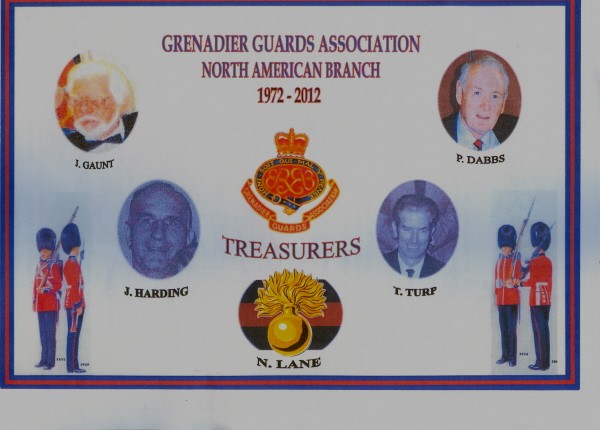 GRENADIER GUARDS ASSOCIATION
NORTH AMERICAN BRANCH
1972 - 2012
I. GAUNT
P. DABBS
HONI SOIT QUI MAL Y PENSE
GRENADIER GUARDS ASSOCIATION
TREASURERS
J. HARDING
T. TURP
N. LANE